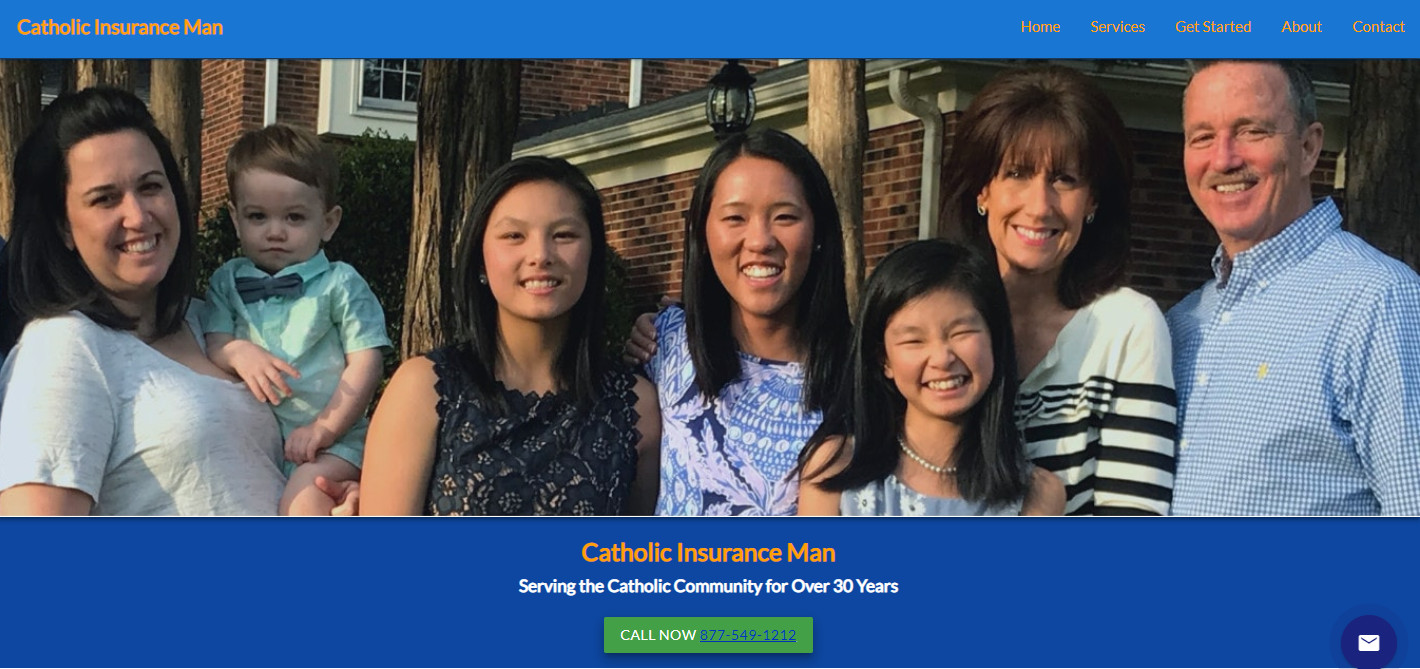 Catholic Insurance Man
Home Services Get Started About Contact
Catholic Insurance Man
Serving the Catholic Community for Over 30 Years
CALL NOW 877-549-1212